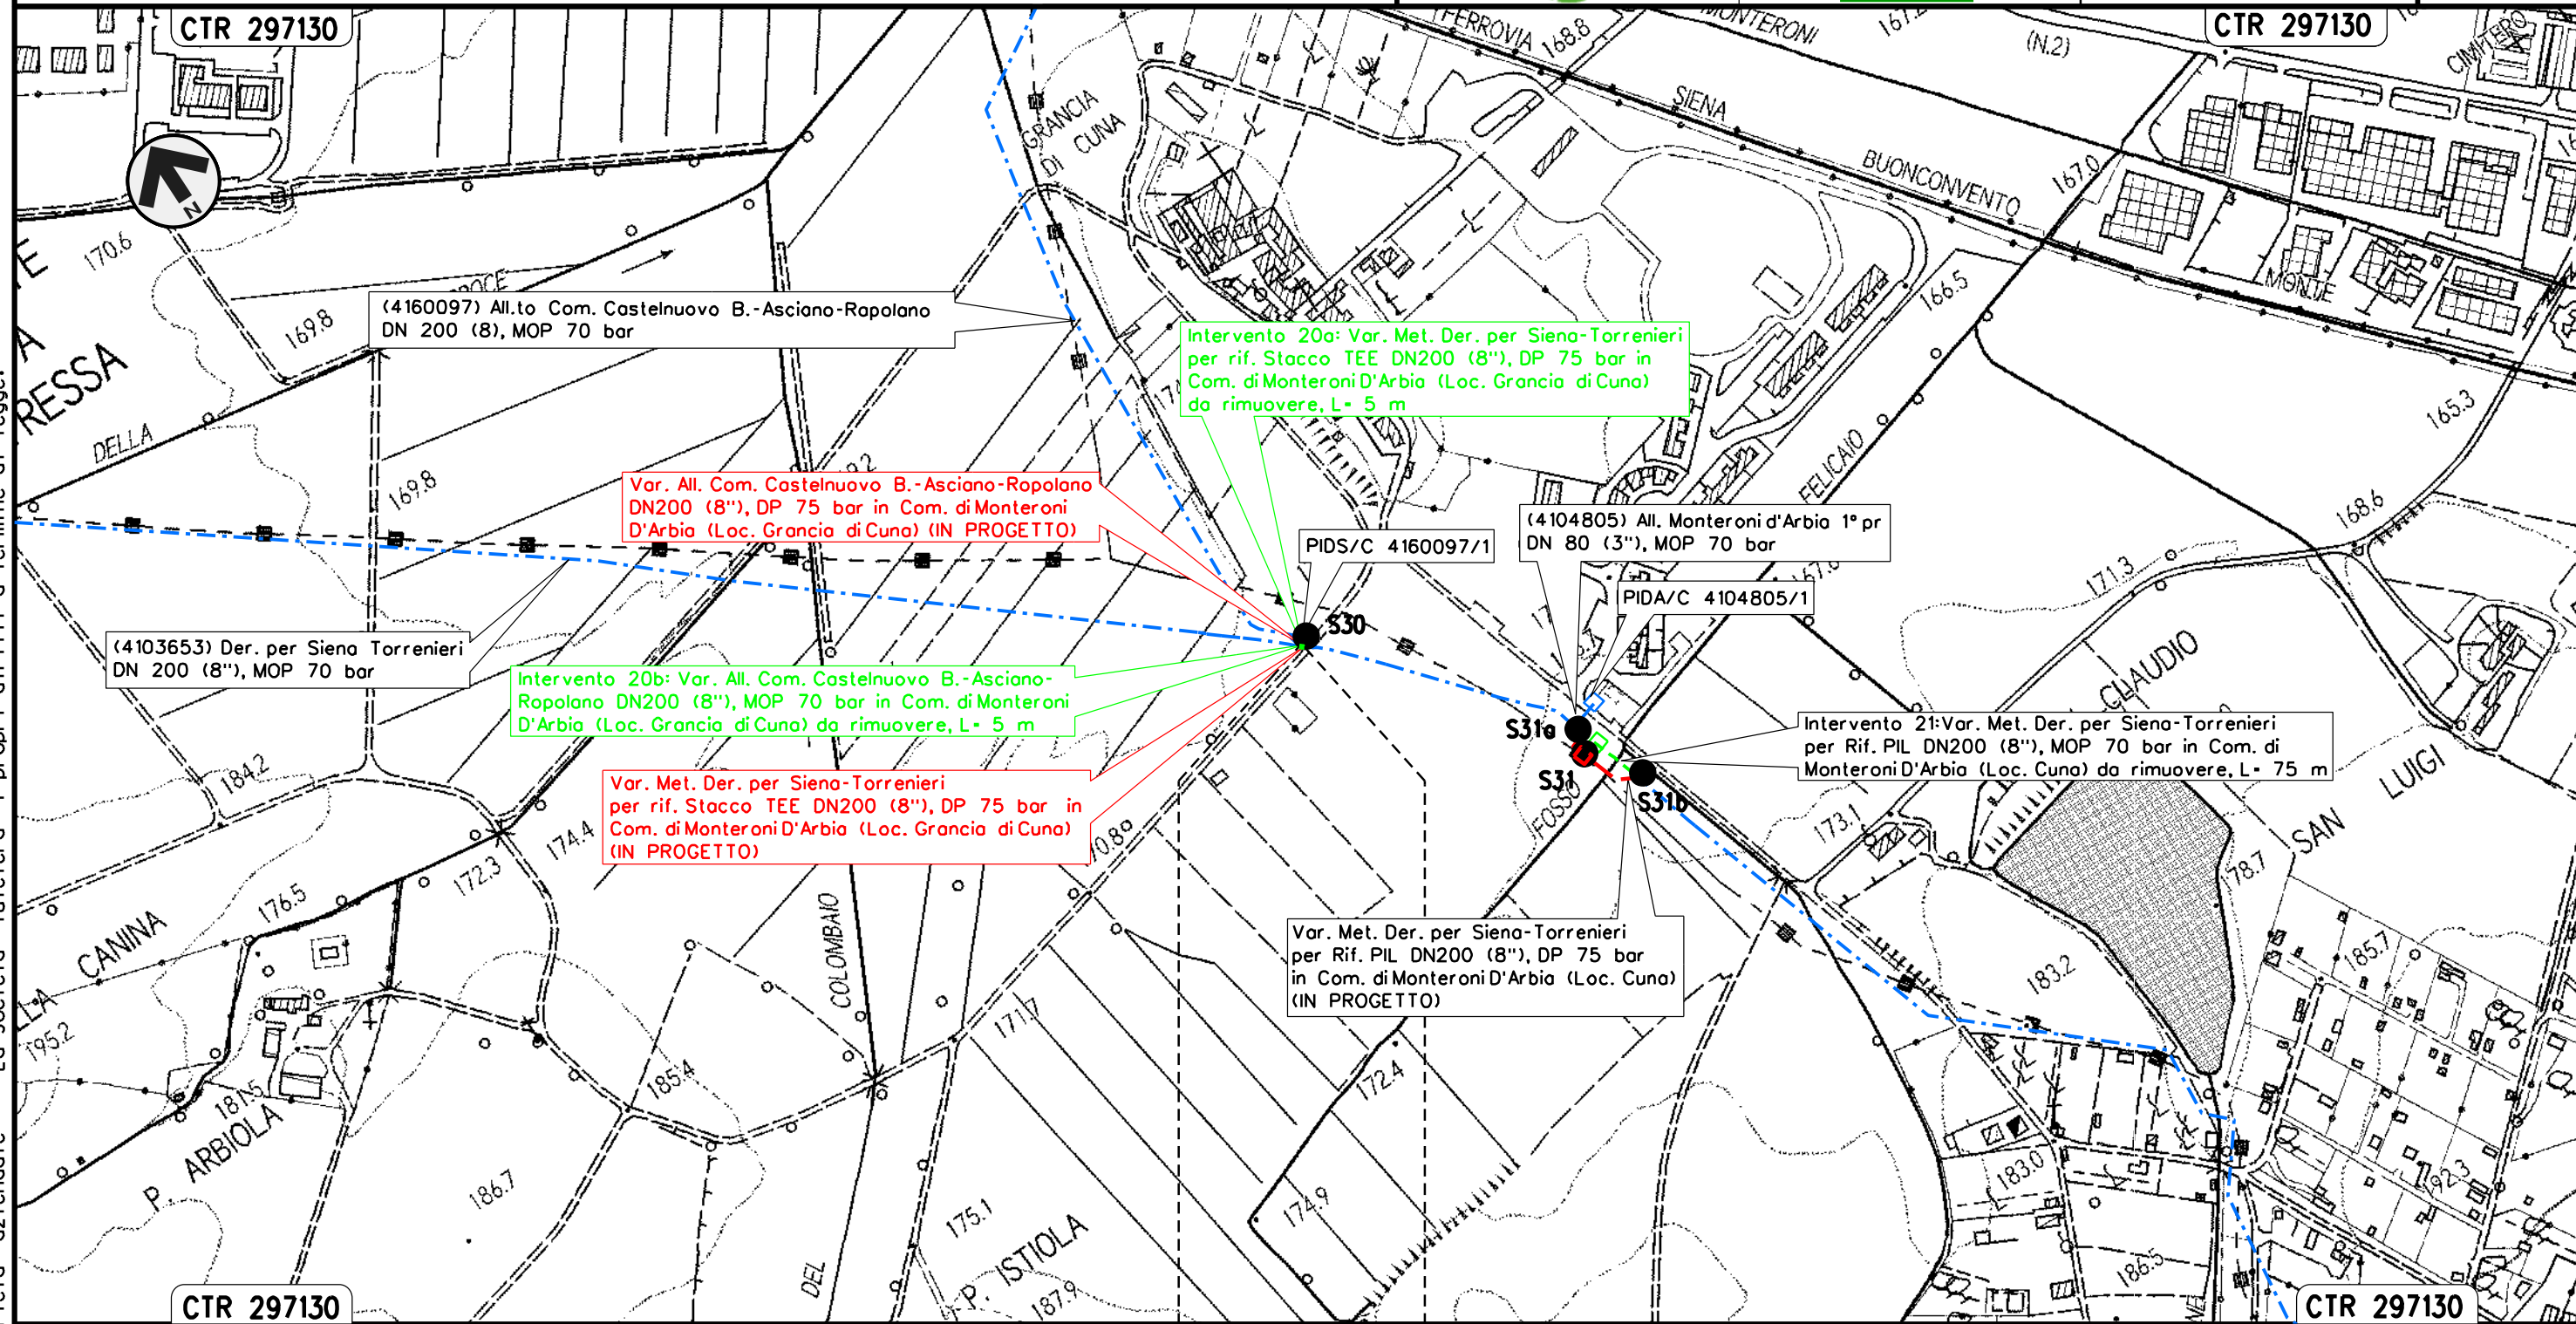 CTR 297130
CTR 297130
FERROVIA
168.8
MONTERONI
(N.2)
CIMITERO
GRANCIA
DI CUNA
SIENA
BUONCONVENTO
167.0
MONTE
N
170.6
169.8
(4160097) All.to Com. Castelnuovo B.-Asciano-Rapolano
DN 200 (8), MOP 70 bar
166.5
Intervento 20a: Var. Met. Der. per Siena-Torrenieri
per rif. Stacco TEE DN200 (8"), DP 75 bar in
Com. di Monteroni D'Arbia (Loc. Grancia di Cuna)
da rimuovere, L= 5 m
RESSA
DELLA
169.8
165.3
FELICAIO
168.6
Var. All. Com. Castelnuovo B.-Asciano-Ropolano
DN200 (8"), DP 75 bar in Com. di Monteroni
D'Arbia (Loc. Grancia di Cuna) (IN PROGETTO)
PIDS/C 4160097/1
(4104805) All. Monteroni d'Arbia 1° pr
DN 80 (3"), MOP 70 bar
PIDA/C 4104805/1
171.3
S30
(4103653) Der. per Siena Torrenieri
DN 200 (8"), MOP 70 bar
Intervento 20b: Var. All. Com. Castelnuovo B.-Asciano-
Ropolano DN200 (8"), MOP 70 bar in Com. di Monteroni
D'Arbia (Loc. Grancia di Cuna) da rimuovere, L= 5 m
CLAUDIO
S31a
S31
S31b
Intervento 21:Var. Met. Der. per Siena-Torrenieri
per Rif. PIL DN200 (8"), MOP 70 bar in Com. di
Monteroni D'Arbia (Loc. Cuna) da rimuovere, L= 75 m
LUIGI
SAN
184.2
Var. Met. Der. per Siena-Torrenieri
per rif. Stacco TEE DN200 (8"), DP 75 bar in
Com. di Monteroni D'Arbia (Loc. Grancia di Cuna)
(IN PROGETTO)
FOSSO
173.1
174.4
172.3
178.7
176.5
CANINA
COLOMBAIO
Var. Met. Der. per Siena-Torrenieri
per Rif. PIL DN200 (8"), DP 75 bar
in Com. di Monteroni D'Arbia (Loc. Cuna)
(IN PROGETTO)
185.7
183.2
195.2
171.7
185.4
172.4
181.5
P. ARBIOLA
186.7
183.0
192.3
174.9
175.1
P. ISTIOLA
187.9
DEL
186.5
CTR 297130
CTR 297130